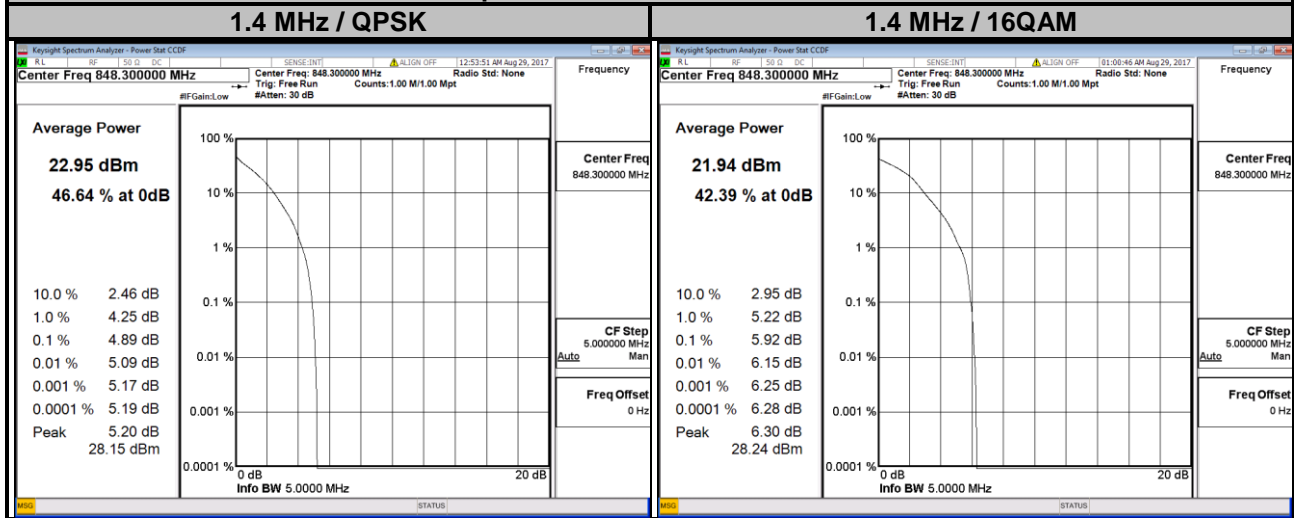 1.4 MHz / QPSK
1.4 MHz / 16QAM
Keysight Spectrum Analyzer - Power Stat CCDF
RL RF 50 Ω DC SENSE:INT ALIGN OFF 12:53:51 AM Aug 29, 2017
Center Freq 848.300000 MHz
Center Freq: 848.300000 MHz Radio Std: None
Trig: Free Run Counts:1.00 M/1.00 Mpt
#IFGain:Low #Atten: 30 dB
Frequency
Average Power
22.95 dBm
46.64 % at 0dB
10.0 % 2.46 dB
1.0 % 4.25 dB
0.1 % 4.89 dB
0.01 % 5.09 dB
0.001 % 5.17 dB
0.0001 % 5.19 dB
Peak 5.20 dB
28.15 dBm
100 %
10 %
1 %
0.1 %
0.01 %
0.001 %
0.0001 %
0 dB 20 dB
Info BW 5.0000 MHz
Center Freq
848.300000 MHz
CF Step
5.000000 MHz
Auto Man
Freq Offset
0 Hz
MSG STATUS
Keysight Spectrum Analyzer - Power Stat CCDF
RL RF 50 Ω DC SENSE:INT ALIGN OFF 01:00:46 AM Aug 29, 2017
Center Freq 848.300000 MHz
Center Freq: 848.300000 MHz Radio Std: None
Trig: Free Run Counts:1.00 M/1.00 Mpt
#IFGain:Low #Atten: 30 dB
Frequency
Average Power
21.94 dBm
42.39 % at 0dB
10.0 % 2.95 dB
1.0 % 5.22 dB
0.1 % 5.92 dB
0.01 % 6.15 dB
0.001 % 6.25 dB
0.0001 % 6.28 dB
Peak 6.30 dB
28.24 dBm
100 %
10 %
1 %
0.1 %
0.01 %
0.001 %
0.0001 %
0 dB 20 dB
Info BW 5.0000 MHz
Center Freq
848.300000 MHz
CF Step
5.000000 MHz
Auto Man
Freq Offset
0 Hz
MSG STATUS